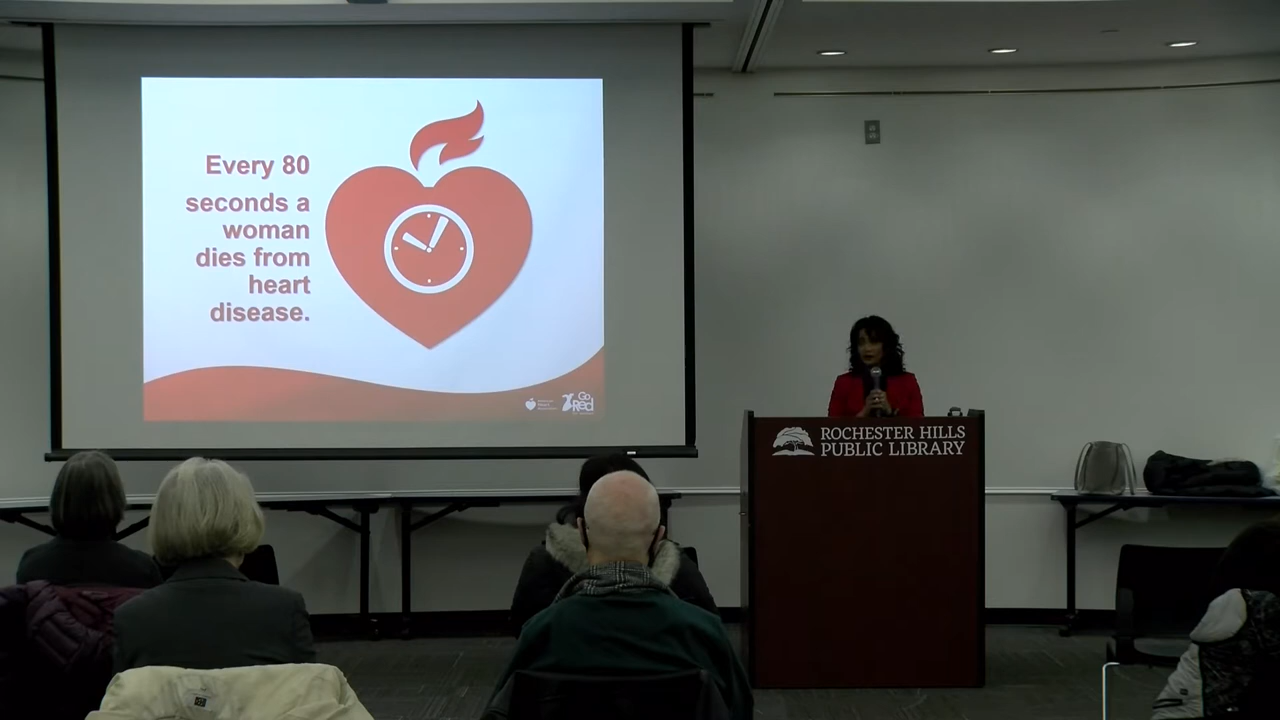 Every 80
seconds a
woman
dies from
heart
disease.
Go
Red
ROCHESTER HILLS
PUBLIC LIBRARY